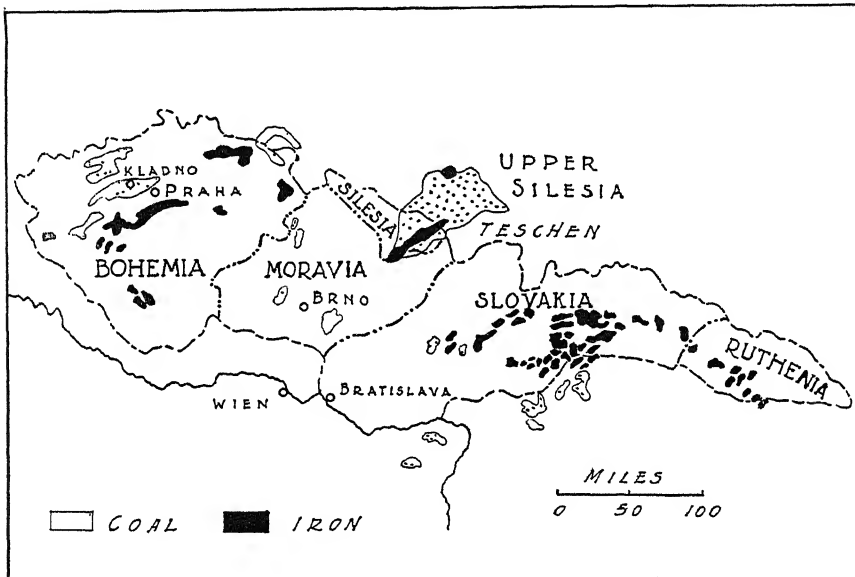 UPPER
SILESIA
KLADNO
PRAHA
SILESIA
TESCHEN
BOHEMIA
MORAVIA
SLOVAKIA
BRNO
RUTHENIA
WIEN
BRATISLAVA
MILES
0 50 100
COAL IRON